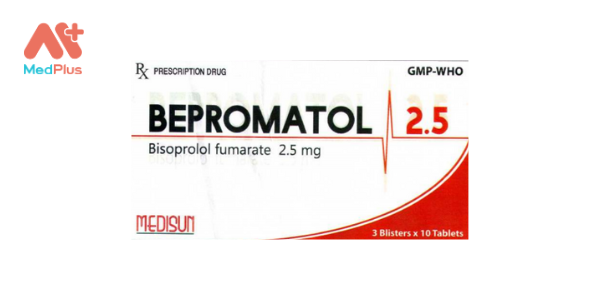 MedPlus
Rx PRESCRIPTION DRUG
GMP-WHO
BEPROMATOL 2.5
Bisoprolol fumarate 2.5 mg
MEDISUN
3 Blisters x 10 Tablets